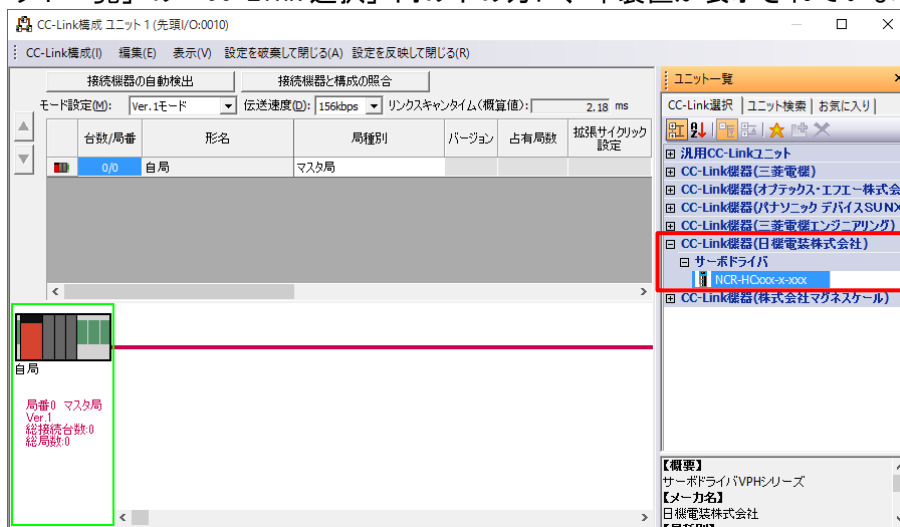 CC-Link構成 ユニット1 (先頭I/O:0010)
CC-Link構成(I) 編集(E) 表示(V) 設定を破棄して閉じる(A) 設定を反映して閉じる(R)
接続機器の自動検出 接続機器と構成の照合
モード設定(M): Ver.1モード 伝送速度(D): 156kbps リンクスキャンタイム(概算値): 2.18 ms
台数/局番 形名 局種別 バージョン 占有局数 拡張サイクリック設定
0/0 自局 マスタ局
自局
局番0 マスタ局
Ver.1
総接続台数:0
総局数:0
ユニット一覧
CC-Link選択 ユニット検索 お気に入り
汎用CC-Linkユニット
CC-Link機器(三菱電機)
CC-Link機器(オプテックス・エフエー株式会
CC-Link機器(パナソニック デバイスSUNX
CC-Link機器(三菱電機エンジニアリング)
CC-Link機器(日機電装株式会社)
サーボドライバ
NCR-HCxxx-x-xxx
CC-Link機器(株式会社マグネスケール)
【概要】
サーボドライバVPHシリーズ
【メーカ名】
日機電装株式会社